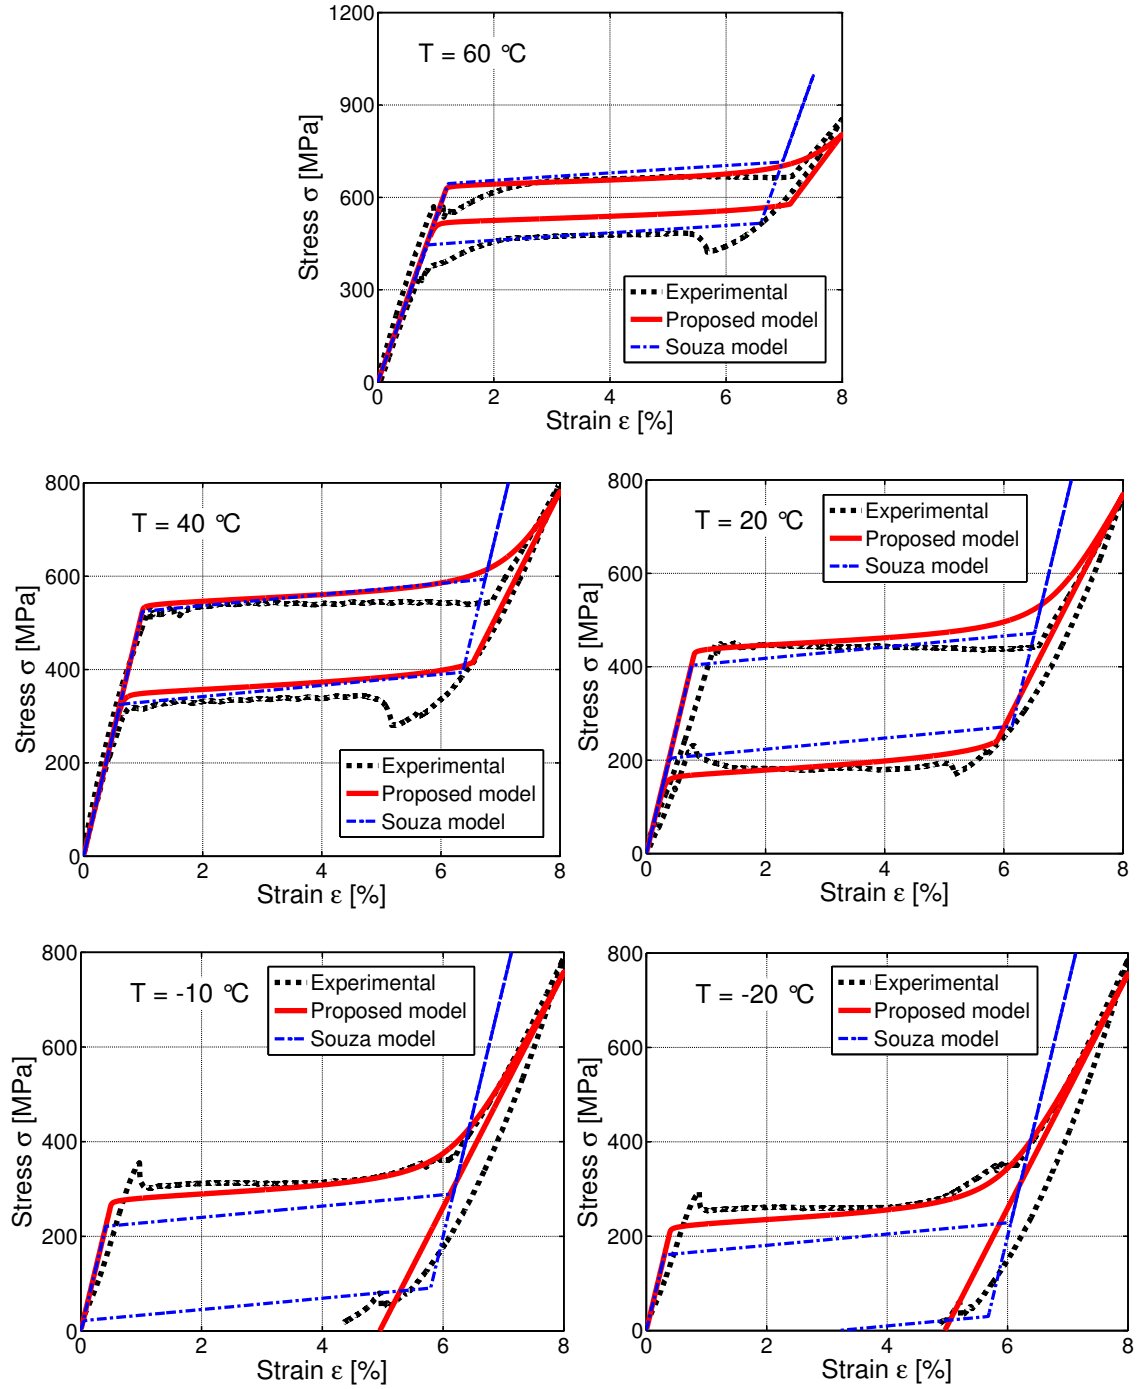 T = 60 °C
Stress σ [MPa]
1200
900
600
300
0
0 2 4 6 8
Strain ε [%]
Experimental
Proposed model
Souza model
T = 40 °C
Stress σ [MPa]
800
600
400
200
0
0 2 4 6 8
Strain ε [%]
Experimental
Proposed model
Souza model
T = 20 °C
Stress σ [MPa]
800
600
400
200
0
0 2 4 6 8
Strain ε [%]
Experimental
Proposed model
Souza model
T = -10 °C
Stress σ [MPa]
800
600
400
200
0
0 2 4 6 8
Strain ε [%]
Experimental
Proposed model
Souza model
T = -20 °C
Stress σ [MPa]
800
600
400
200
0
0 2 4 6 8
Strain ε [%]
Experimental
Proposed model
Souza model